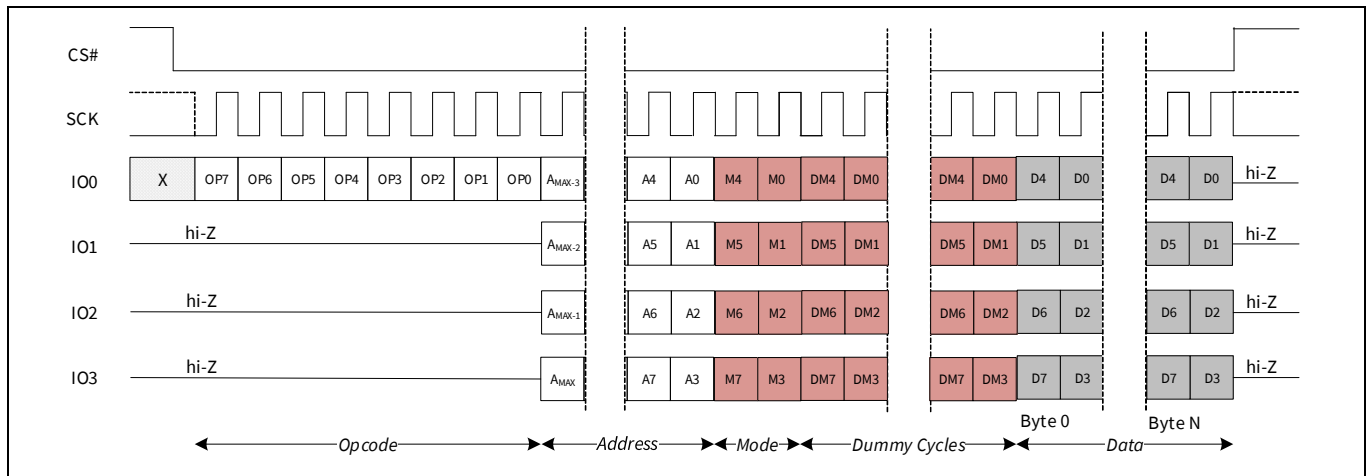 CS#
SCK
IO0 X OP7 OP6 OP5 OP4 OP3 OP2 OP1 OP0 AMAX-3 A4 A0 M4 M0 DM4 DM0 DM4 DM0 D4 D0 D4 D0 hi-Z
IO1 hi-Z AMAX-2 A5 A1 M5 M1 DM5 DM1 DM5 DM1 D5 D1 D5 D1 hi-Z
IO2 hi-Z AMAX-1 A6 A2 M6 M2 DM6 DM2 DM6 DM2 D6 D2 D6 D2 hi-Z
IO3 hi-Z AMAX A7 A3 M7 M3 DM7 DM3 DM7 DM3 D7 D3 D7 D3 hi-Z
Byte 0 Byte N
Opcode Address Mode Dummy Cycles Data